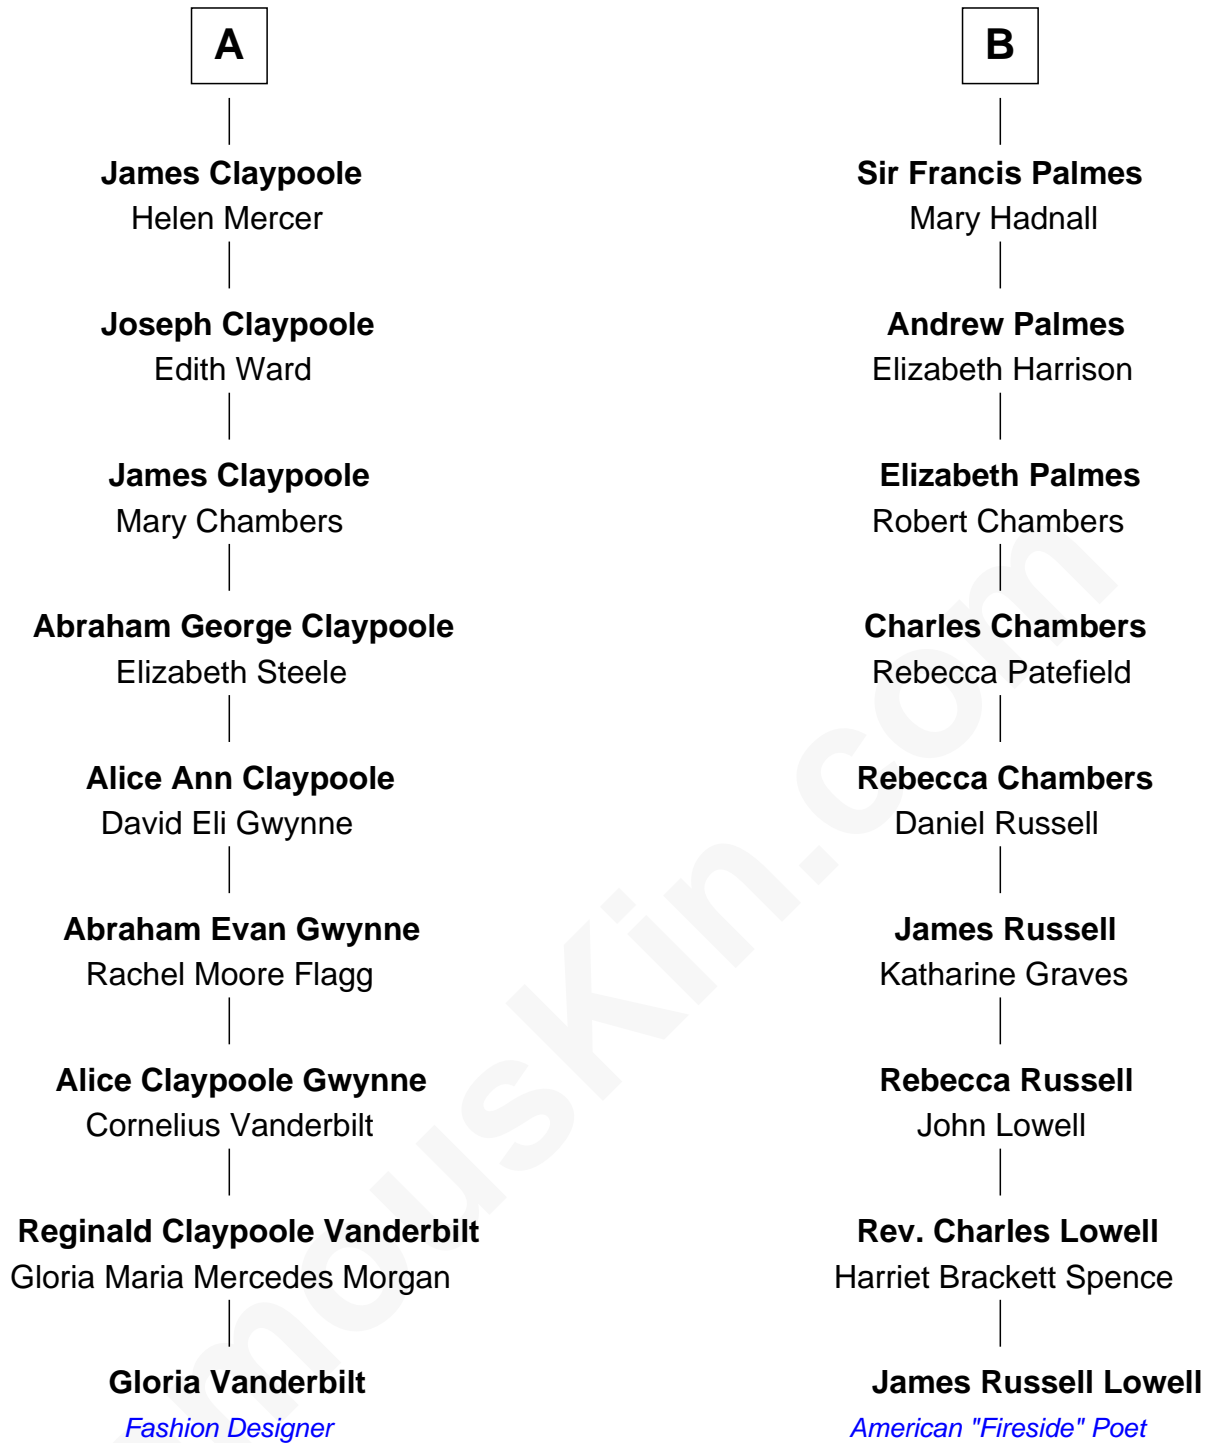 A
James Claypoole
Helen Mercer
Joseph Claypoole
Edith Ward
James Claypoole
Mary Chambers
Abraham George Claypoole
Elizabeth Steele
Alice Ann Claypoole
David Eli Gwynne
Abraham Evan Gwynne
Rachel Moore Flagg
Alice Claypoole Gwynne
Cornelius Vanderbilt
Reginald Claypoole Vanderbilt
Gloria Maria Mercedes Morgan
Gloria Vanderbilt
Fashion Designer
B
Sir Francis Palmes
Mary Hadnall
Andrew Palmes
Elizabeth Harrison
Elizabeth Palmes
Robert Chambers
Charles Chambers
Rebecca Patefield
Rebecca Chambers
Daniel Russell
James Russell
Katharine Graves
Rebecca Russell
John Lowell
Rev. Charles Lowell
Harriet Brackett Spence
James Russell Lowell
American "Fireside" Poet
mousKin.com